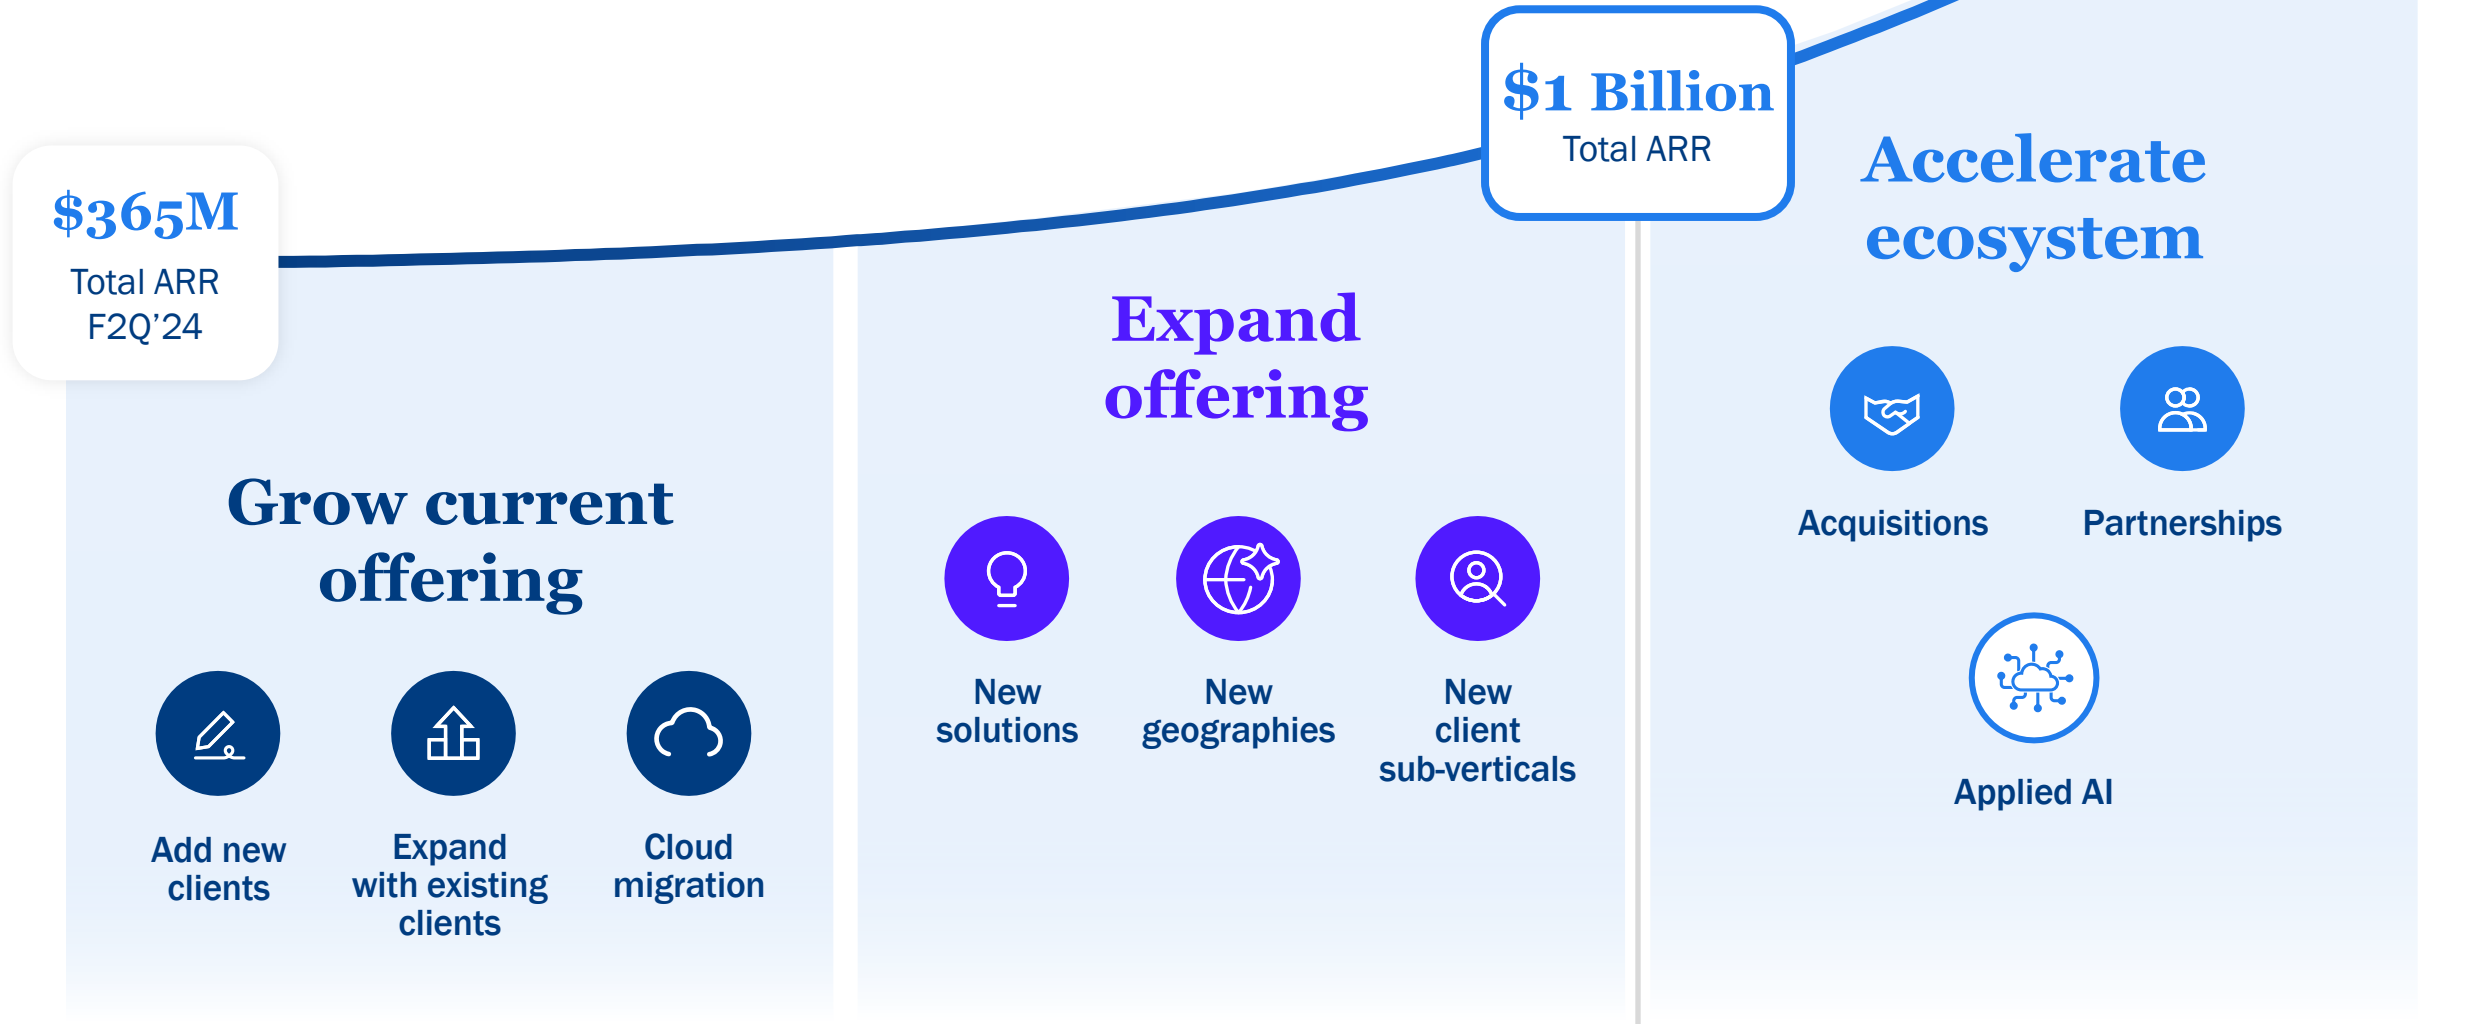 $365M
Total ARR
F2Q’24
$1 Billion
Total ARR
Grow current
offering
Add new
clients
Expand
with existing
clients
Cloud
migration
Expand
offering
New
solutions
New
geographies
New
client
sub-verticals
Accelerate
ecosystem
Acquisitions
Partnerships
Applied AI